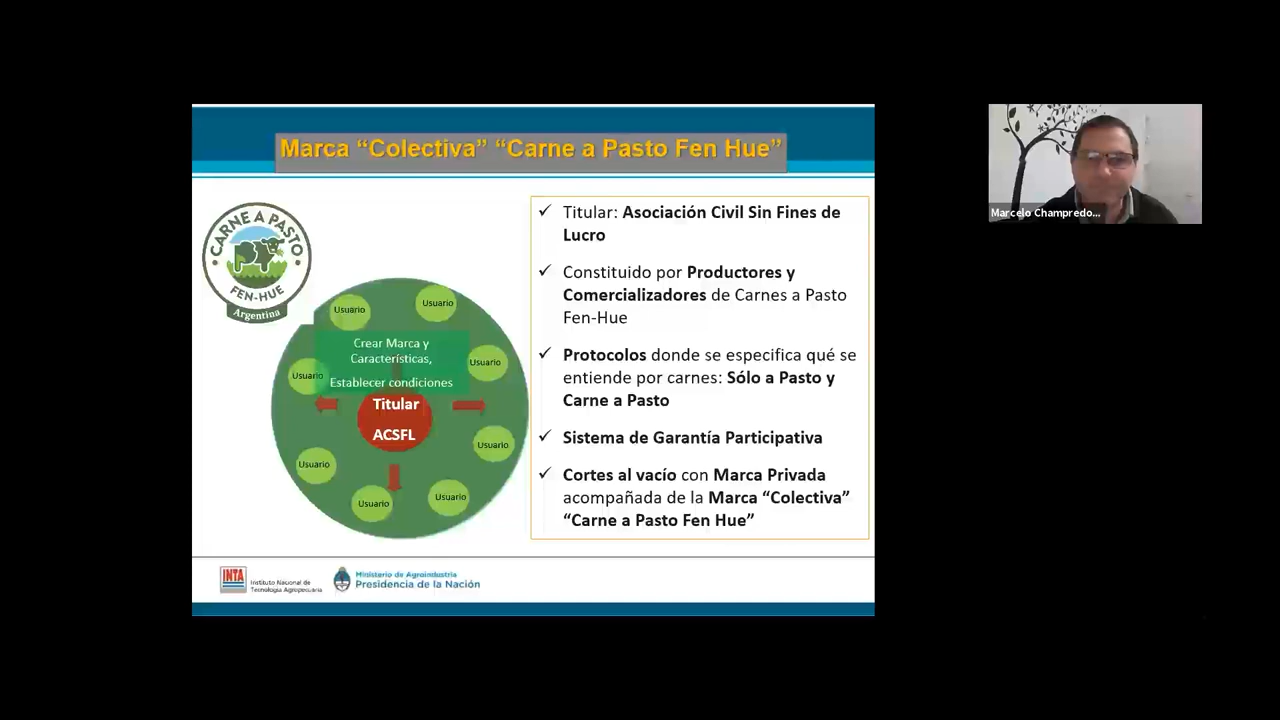 Marca “Colectiva” “Carne a Pasto Fen Hue”
CARNE A PASTO
FEN-HUE
Argentina
Usuario
Usuario
Crear Marca y
Características,
Usuario
Usuario
Establecer condiciones
Titular
ACSFL
Usuario
Usuario
Usuario
Usuario
✓ Titular: Asociación Civil Sin Fines de
Lucro
✓ Constituido por Productores y
Comercializadores de Carnes a Pasto
Fen-Hue
✓ Protocolos donde se especifica qué se
entiende por carnes: Sólo a Pasto y
Carne a Pasto
✓ Sistema de Garantía Participativa
✓ Cortes al vacío con Marca Privada
acompañada de la Marca “Colectiva”
“Carne a Pasto Fen Hue”
INTA
Instituto Nacional de
Tecnología Agropecuaria
Ministerio de Agroindustria
Presidencia de la Nación
Marcelo Champredo...